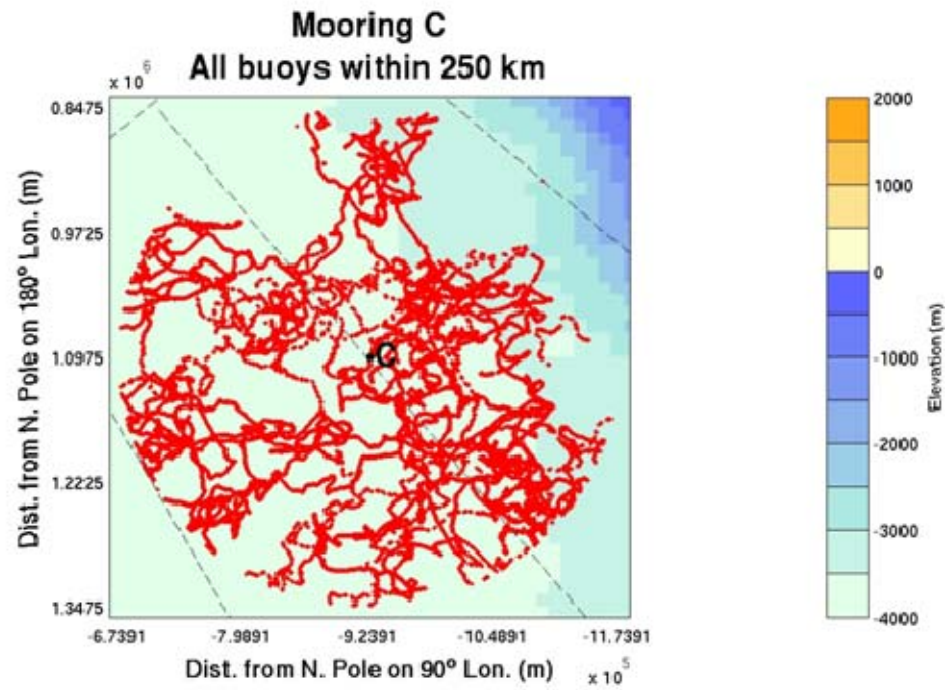 Mooring C
All buoys within 250 km
x 10^6
0.8475
0.9725
1.0975
1.2225
1.3475
Dist. from N. Pole on 180° Lon. (m)
C
-6.7391
-7.9891
-9.2391
-10.4891
-11.7391
Dist. from N. Pole on 90° Lon. (m)
x 10^5
2000
1000
0
-1000
-2000
-3000
-4000
Elevation (m)